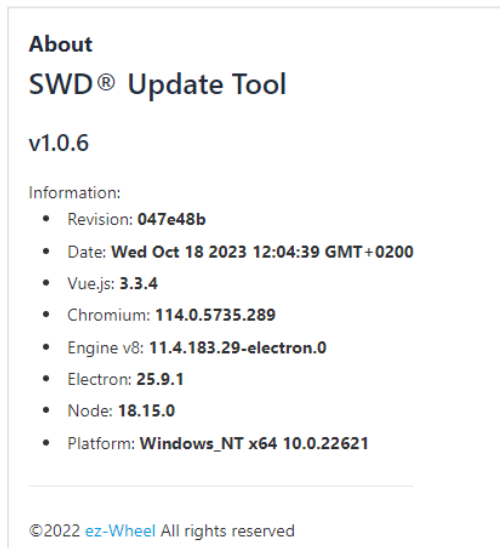 About
SWD® Update Tool
v1.0.6
Information:
• Revision: 047e48b
• Date: Wed Oct 18 2023 12:04:39 GMT+0200
• Vue.js: 3.3.4
• Chromium: 114.0.5735.289
• Engine v8: 11.4.183.29-electron.0
• Electron: 25.9.1
• Node: 18.15.0
• Platform: Windows_NT x64 10.0.22621
©2022 ez-Wheel All rights reserved